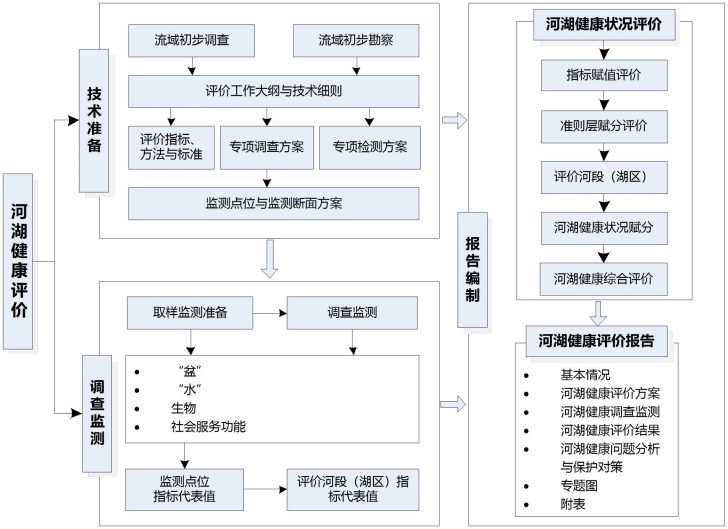 河湖健康评价
技术准备
流域初步调查
流域初步勘察
评价工作大纲与技术细则
评价指标、
方法与标准
专项调查方案
专项检测方案
监测点位与监测断面方案
调查监测
取样监测准备
调查监测
• “盆”
• “水”
• 生物
• 社会服务功能
监测点位
指标代表值
评价河段（湖区）指
标代表值
报告编制
河湖健康状况评价
指标赋值评价
准则层赋分评价
评价河段（湖区）
河湖健康状况赋分
河湖健康综合评价
河湖健康评价报告
• 基本情况
• 河湖健康评价方案
• 河湖健康调查监测
• 河湖健康评价结果
• 河湖健康问题分析
与保护对策
• 专题图
• 附表